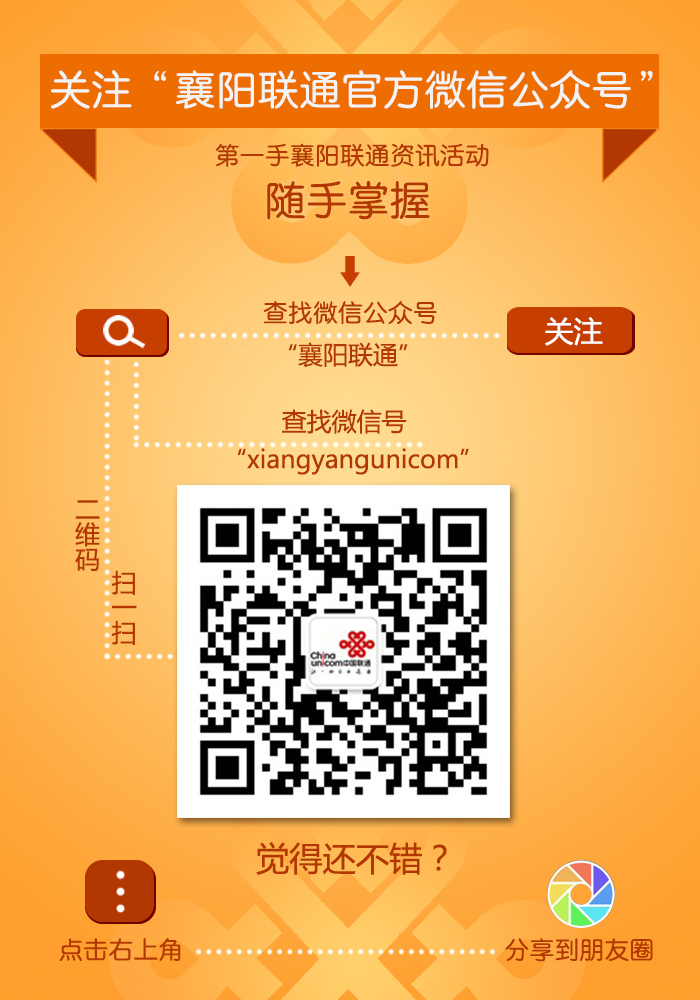 关注“襄阳联通官方微信公众号”
第一手襄阳联通资讯活动
随手掌握
查找微信公众号
关注
“襄阳联通”
查找微信号
“xiangyangunicom”
二维码
扫一扫
China
unicom中国联通
觉得还不错？
点击右上角
分享到朋友圈